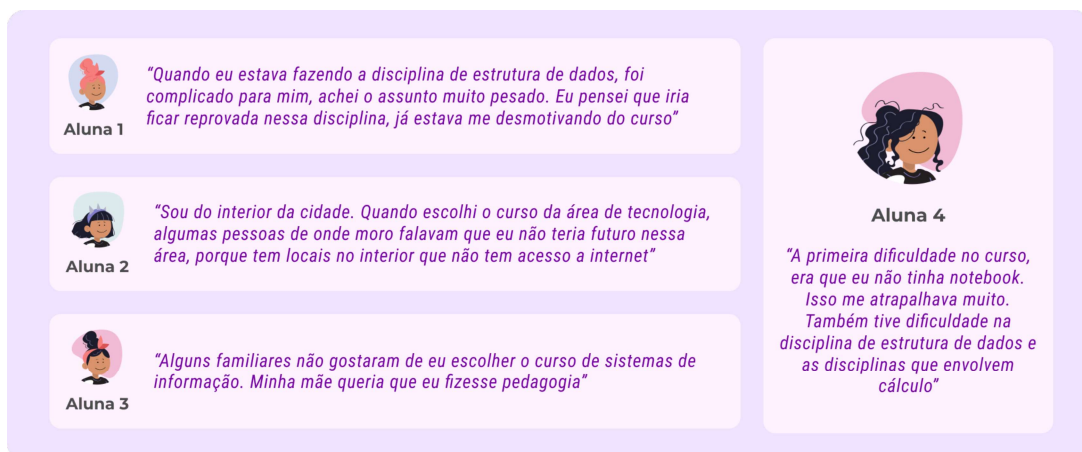 “Quando eu estava fazendo a disciplina de estrutura de dados, foi
complicado para mim, achei o assunto muito pesado. Eu pensei que iria
ficar reprovada nessa disciplina, já estava me desmotivando do curso”
Aluna 1
“Sou do interior da cidade. Quando escolhi o curso da área de tecnologia,
algumas pessoas de onde moro falavam que eu não teria futuro nessa
área, porque tem locais no interior que não tem acesso a internet”
Aluna 2
“Alguns familiares não gostaram de eu escolher o curso de sistemas de
informação. Minha mãe queria que eu fizesse pedagogia”
Aluna 3
Aluna 4
“A primeira dificuldade no curso,
era que eu não tinha notebook.
Isso me atrapalhava muito.
Também tive dificuldade na
disciplina de estrutura de dados e
as disciplinas que envolvem
cálculo”